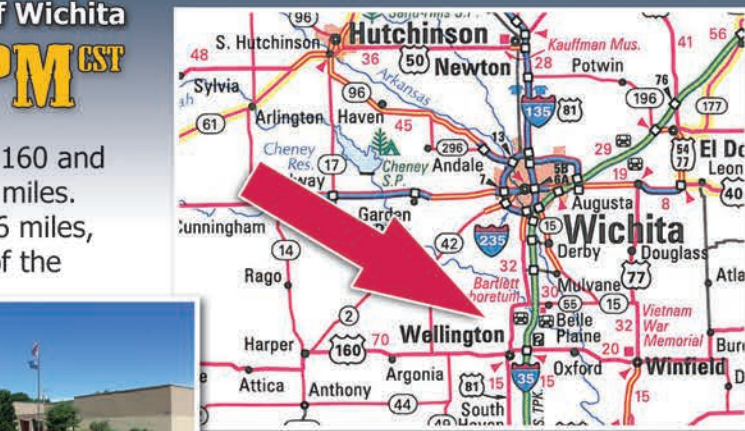 f Wichita
PM CST
160 and
miles.
6 miles,
of the
96
Hutchinson
S. Hutchinson
36
50
Newton
Kauffman Mus.
41
56
48
28
Potwin
76
Sylvia
Arkansas
96
135
81
196
177
61
Arlington
Haven
45
13
Cheney
Res.
17
Cheney
S.P.
296
Andale
29
54
77
El Do
Leon
7
5B
6A
19
40
Garden
Augusta
8
Cunningham
42
235
15
Wichita
Derby
Douglass
14
32
77
Rago
Bartlett
30
Mulvane
Atla
2
55
15
Vietnam
War
Memorial
Belle
Plaine
32
Harper
160
70
Wellington
20
Attica
Argonia
Oxford
Winfield
Anthony
15
35
15
15
44
81
South
Haven
S. TPK.
49